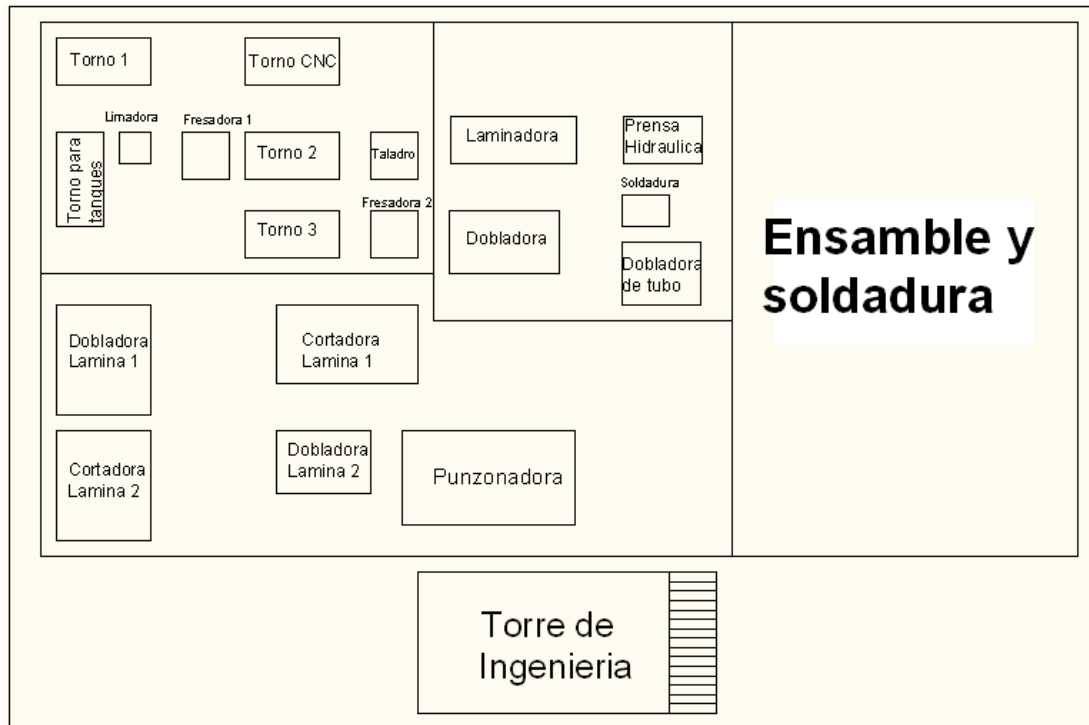 Torno 1
Torno CNC
Limadora
Fresadora 1
Torno para
tanques
Torno 2
Taladro
Fresadora 2
Torno 3
Laminadora
Prensa
Hidraulica
Soldadura
Dobladora
Dobladora
de tubo
Ensamble y
soldadura
Dobladora
Lamina 1
Cortadora
Lamina 1
Cortadora
Lamina 2
Dobladora
Lamina 2
Punzonadora
Torre de
Ingenieria